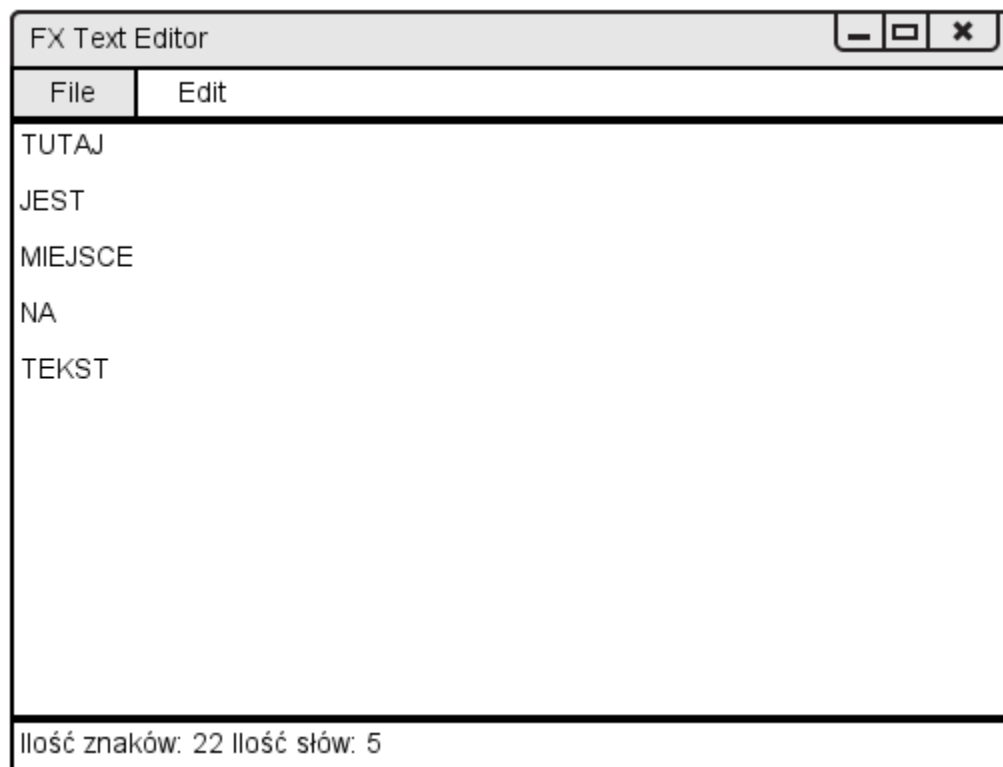 FX Text Editor
File Edit
TUTAJ
JEST
MIEJSCE
NA
TEKST
Ilość znaków: 22 Ilość słów: 5